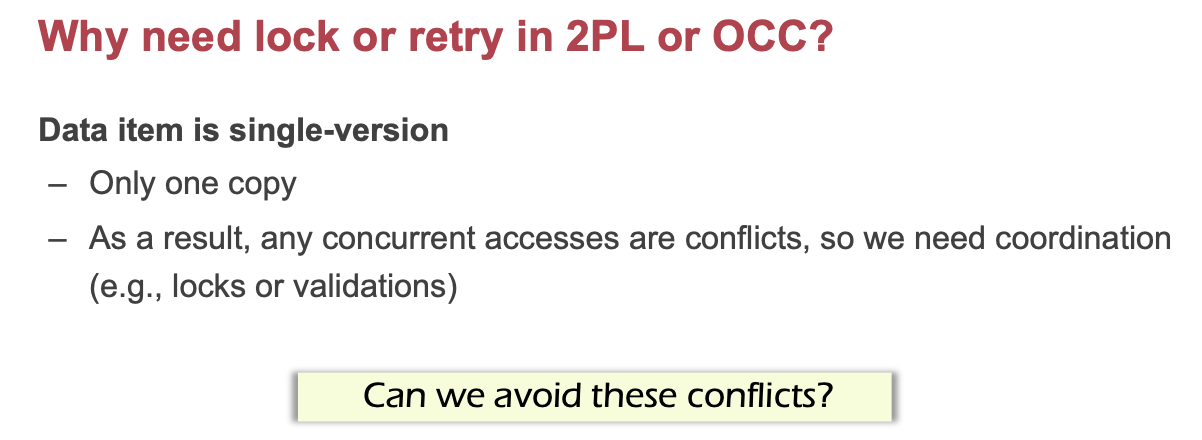 Why need lock or retry in 2PL or OCC?
Data item is single-version
– Only one copy
– As a result, any concurrent accesses are conflicts, so we need coordination
(e.g., locks or validations)
Can we avoid these conflicts?